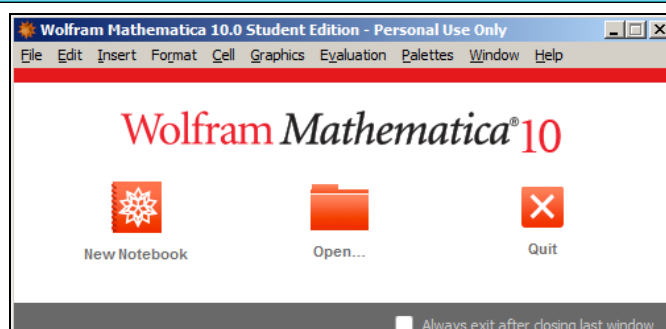 Wolfram Mathematica 10.0 Student Edition - Personal Use Only
File Edit Insert Format Cell Graphics Evaluation Palettes Window Help
Wolfram Mathematica® 10
New Notebook Open... Quit
Always exit after closing last window